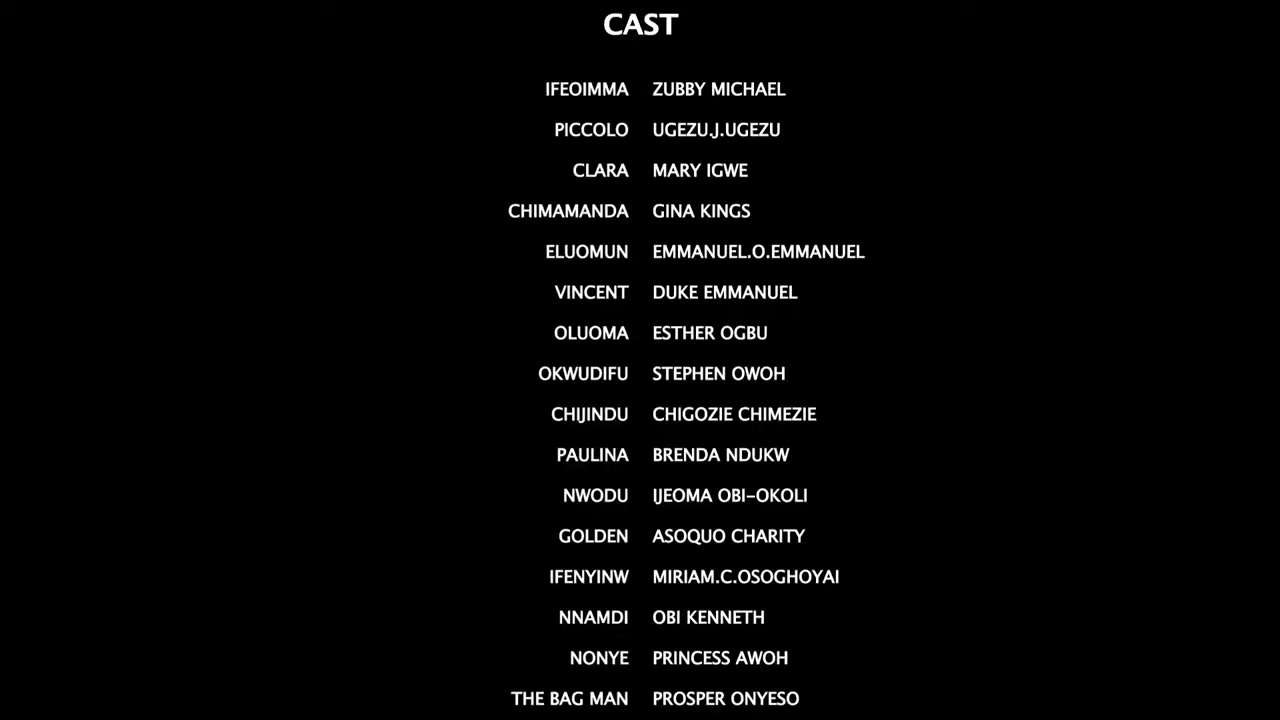 CAST
IFEOIMMA ZUBBY MICHAEL
PICCOLO UGEZU.J.UGEZU
CLARA MARY IGWE
CHIMAMANDA GINA KINGS
ELUOMUN EMMANUEL.O.EMMANUEL
VINCENT DUKE EMMANUEL
OLUOMA ESTHER OGBU
OKWUDIFU STEPHEN OWOH
CHIJINDU CHIGOZIE CHIMEZIE
PAULINA BRENDA NDUKW
NWODU IJEOMA OBI-OKOLI
GOLDEN ASOQUO CHARITY
IFENYINW MIRIAM.C.OSOGHOYAI
NNAMDI OBI KENNETH
NONYE PRINCESS AWOH
THE BAG MAN PROSPER ONYESO